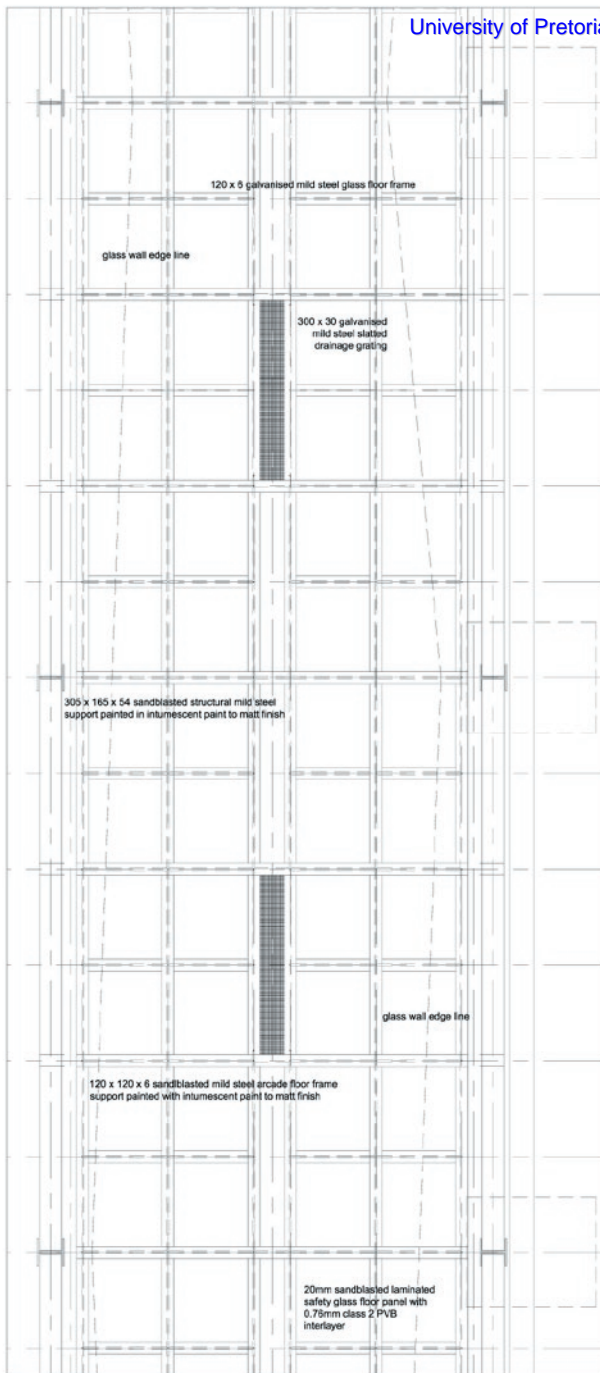 University of Pretoria
120 x 6 galvanised mild steel glass floor frame
glass wall edge line
300 x 30 galvanised
mild steel slatted
drainage grating
305 x 165 x 54 sandblasted structural mild steel
support painted in intumescent paint to matt finish
glass wall edge line
120 x 120 x 6 sandblasted mild steel arcade floor frame
support painted with intumescent paint to matt finish
20mm sandblasted laminated
safety glass floor panel with
0.76mm class 2 PVB
interlayer